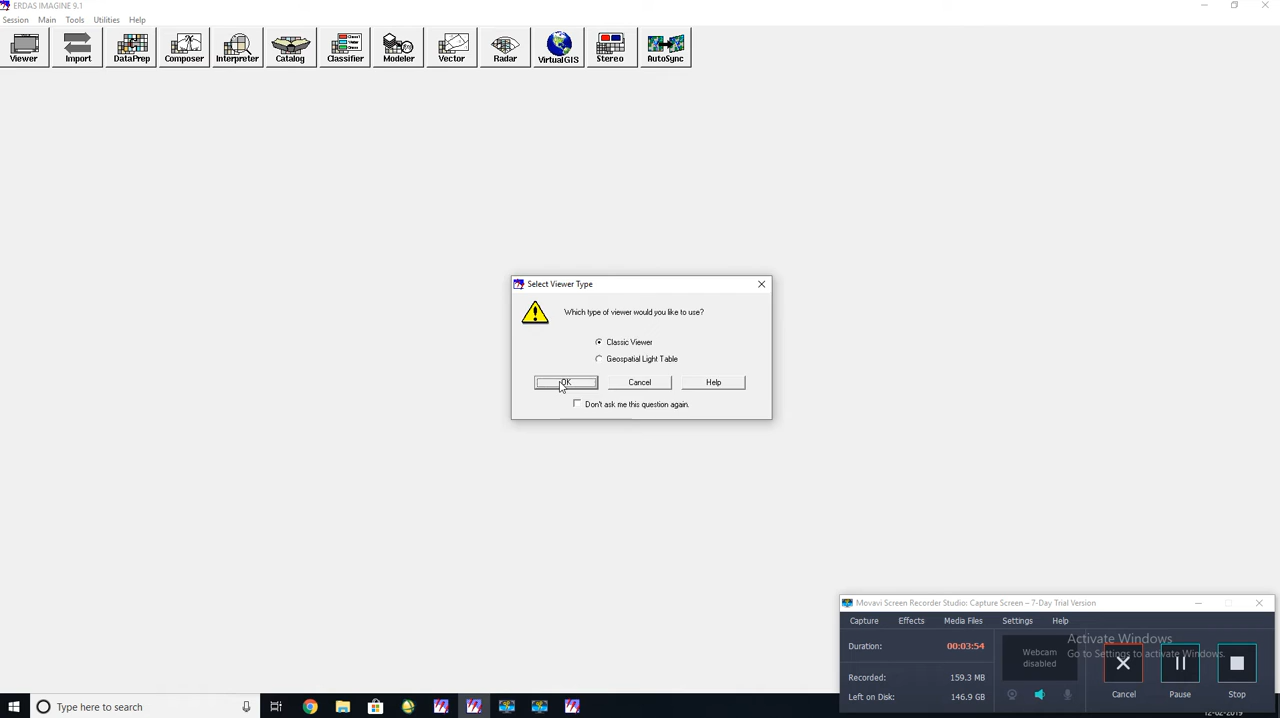 ERDAS IMAGINE 9.1
Session Main Tools Utilities Help
Viewer Import DataPrep Composer Interpreter Catalog Classifier Modeler Vector Radar VirtualGIS Stereo AutoSync
Select Viewer Type
Which type of viewer would you like to use?
Classic Viewer
Geospatial Light Table
OK Cancel Help
Don't ask me this question again.
Movavi Screen Recorder Studio: Capture Screen – 7-Day Trial Version
Capture Effects Media Files Settings Help
Duration: 00:03:54
Webcam
disabled
Activate Windows
Go to Settings to activate Windows.
Recorded: 159.3 MB
Left on Disk: 146.9 GB
Cancel Pause Stop
Type here to search
12-02-2019